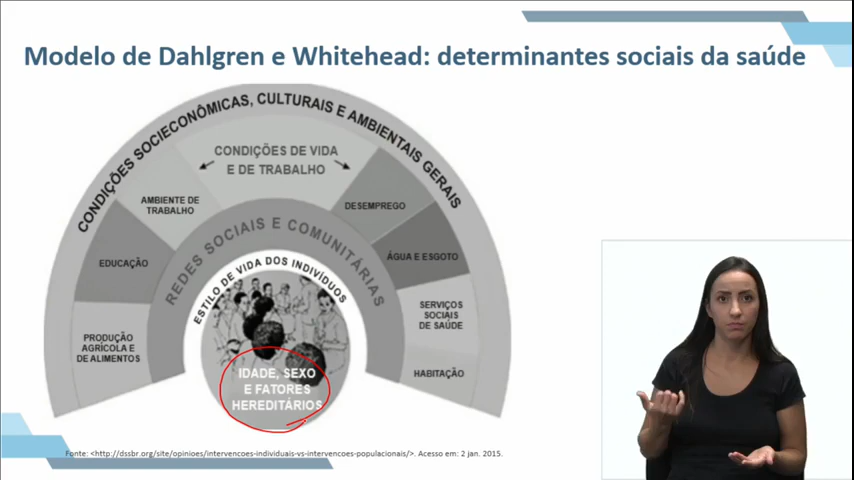 Modelo de Dahlgren e Whitehead: determinantes sociais da saúde
CONDIÇÕES SOCIECONÔMICAS, CULTURAIS E AMBIENTAIS GERAIS
CONDIÇÕES DE VIDA
E DE TRABALHO
AMBIENTE DE
TRABALHO
DESEMPREGO
REDES SOCIAIS E COMUNITÁRIAS
EDUCAÇÃO
ÁGUA E ESGOTO
ESTILO DE VIDA DOS INDIVÍDUOS
PRODUÇÃO
AGRÍCOLA E
DE ALIMENTOS
SERVIÇOS
SOCIAIS
DE SAÚDE
HABITAÇÃO
IDADE, SEXO
E FATORES
HEREDITÁRIOS
Fonte: <http://dssbr.org/site/opinioes/intervencoes-individuais-vs-intervencoes-populacionais/>. Acesso em: 2 jan. 2015.